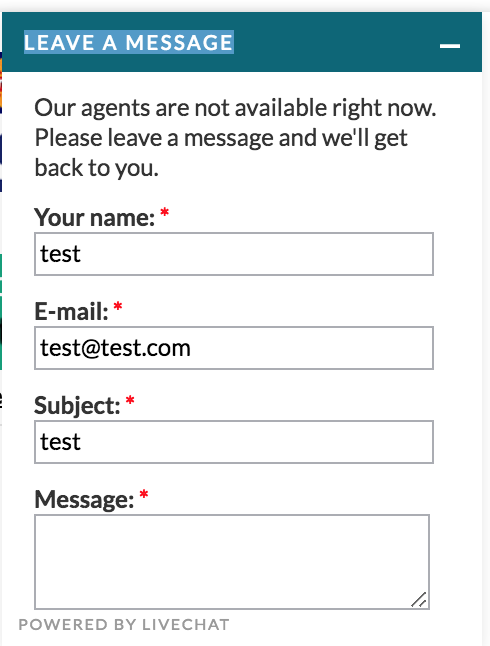 LEAVE A MESSAGE
Our agents are not available right now.
Please leave a message and we'll get
back to you.
Your name: *
test
E-mail: *
test@test.com
Subject: *
test
Message: *
POWERED BY LIVECHAT